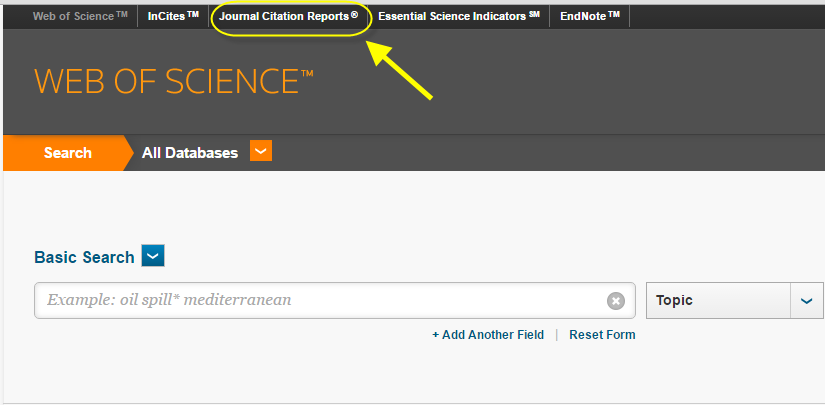 Web of Science™ InCites™ Journal Citation Reports® Essential Science Indicators℠ EndNote™
WEB OF SCIENCE™
Search All Databases
Basic Search
Example: oil spill* mediterranean Topic
+ Add Another Field | Reset Form